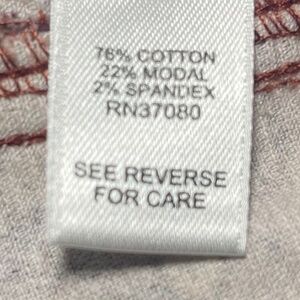 76% COTTON
22% MODAL
2% SPANDEX
RN37080
SEE REVERSE
FOR CARE